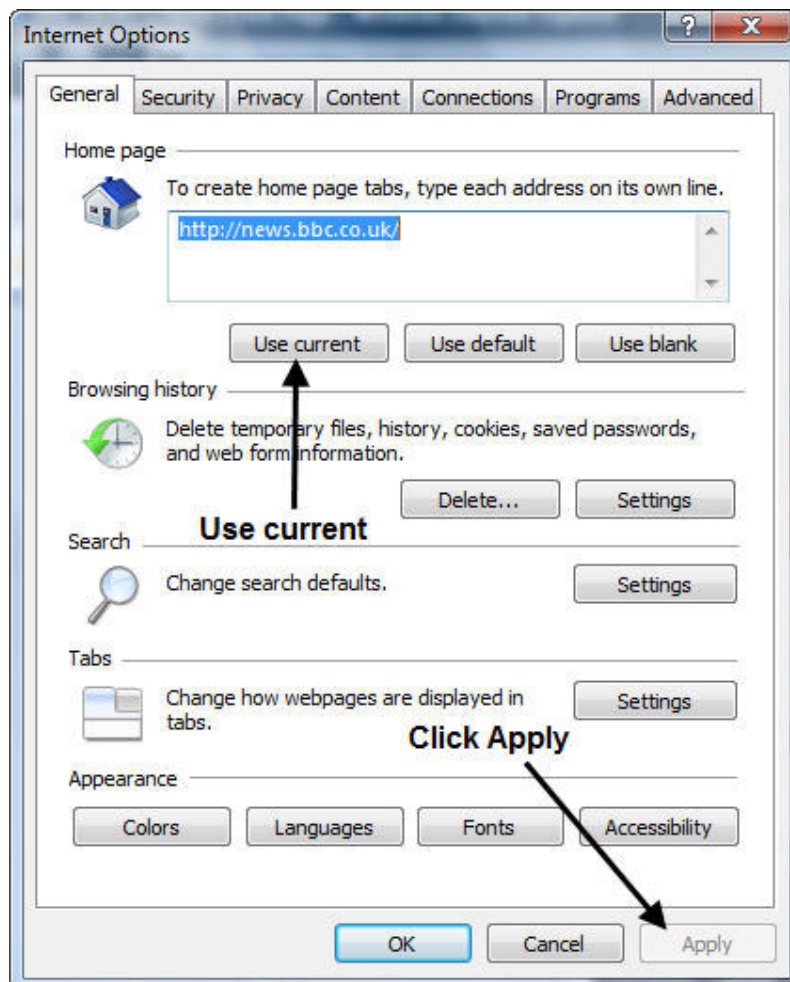 Internet Options
?
X
General Security Privacy Content Connections Programs Advanced
Home page
To create home page tabs, type each address on its own line.
http://news.bbc.co.uk/
Use current Use default Use blank
Browsing history
Delete temporary files, history, cookies, saved passwords,
and web form information.
Delete... Settings
Use current
Search
Change search defaults. Settings
Tabs
Change how webpages are displayed in
tabs.
Settings
Click Apply
Appearance
Colors Languages Fonts Accessibility
OK Cancel Apply